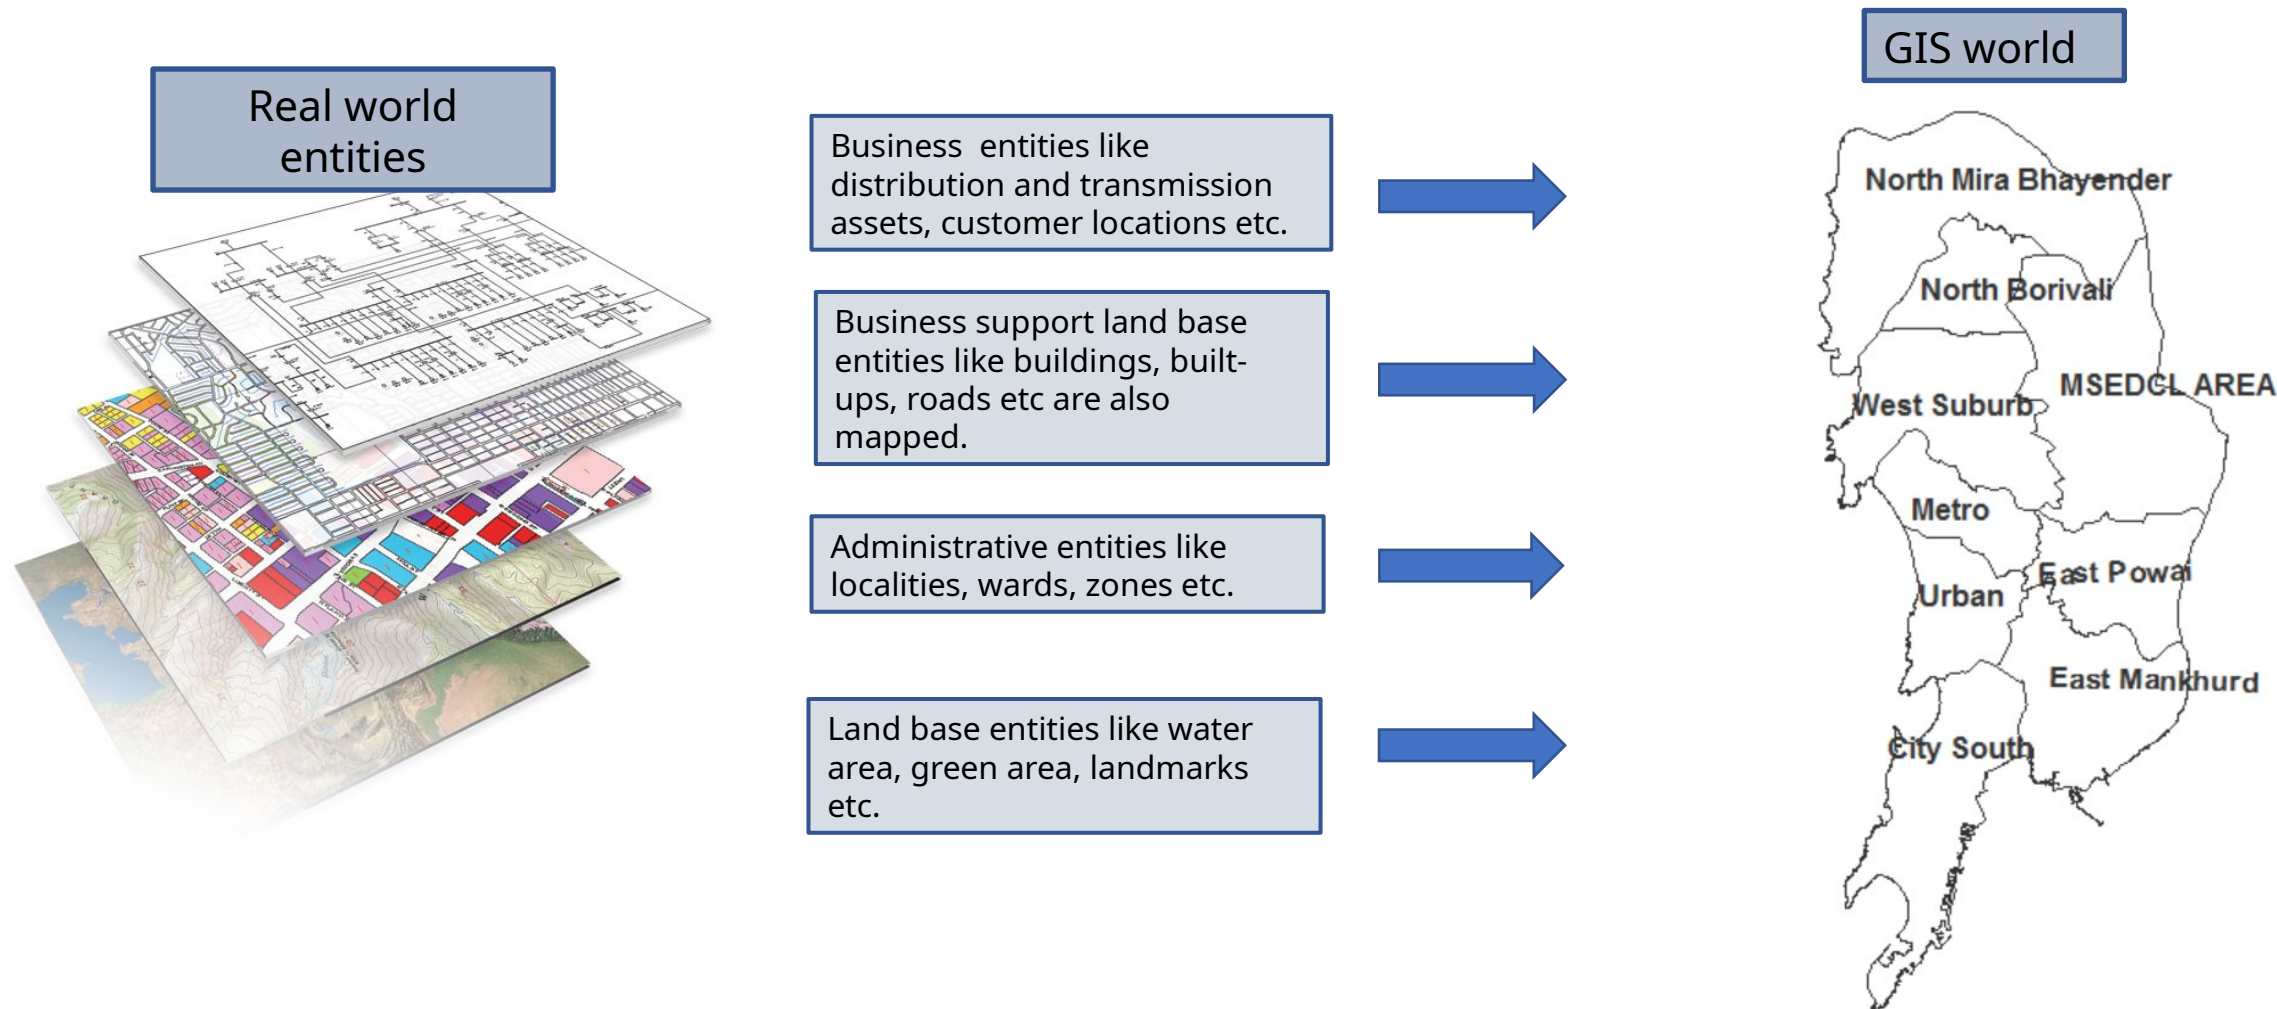 Real world
entities
Business  entities like
distribution and transmission
assets, customer locations etc.
Business support land base
entities like buildings, built-
ups, roads etc are also
mapped.
Administrative entities like
localities, wards, zones etc.
Land base entities like water
area, green area, landmarks
etc.
GIS world
North Mira Bhayender
North Borivali
MSEDCL AREA
West Suburb
Metro
East Powai
Urban
East Mankhurd
City South